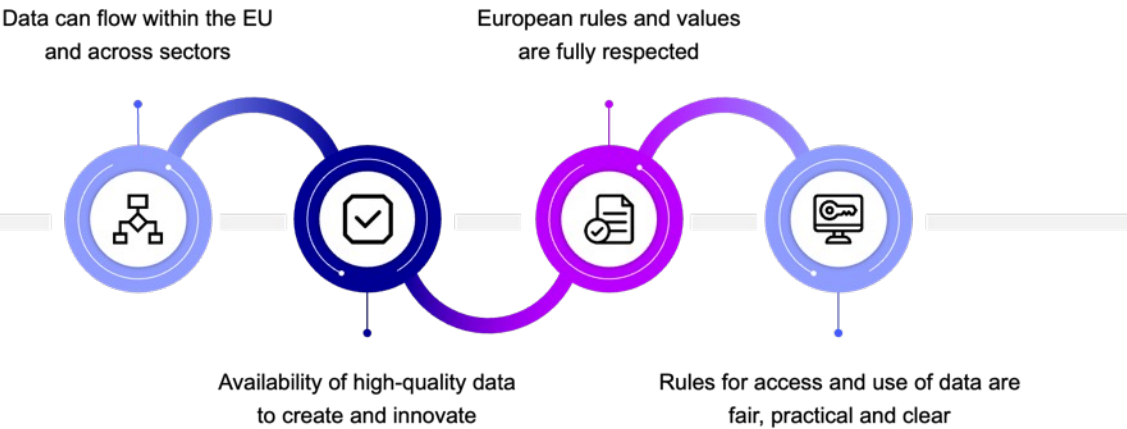 Data can flow within the EU
and across sectors
European rules and values
are fully respected
Availability of high-quality data
to create and innovate
Rules for access and use of data are
fair, practical and clear